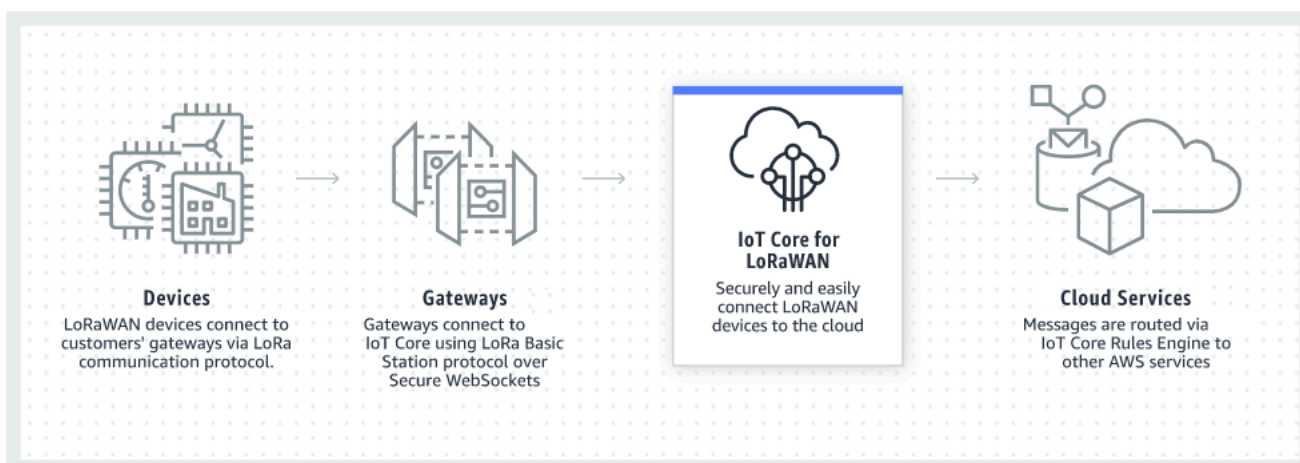 Devices
LoRaWAN devices connect to
customers' gateways via LoRa
communication protocol.
Gateways
Gateways connect to
IoT Core using LoRa Basic
Station protocol over
Secure WebSockets
IoT Core for
LoRaWAN
Securely and easily
connect LoRaWAN
devices to the cloud
Cloud Services
Messages are routed via
IoT Core Rules Engine to
other AWS services